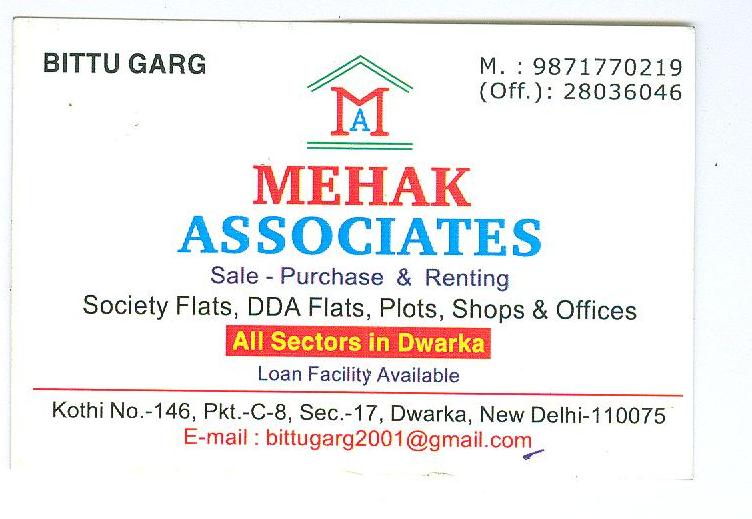 BITTU GARG
M. : 9871770219
(Off.): 28036046
MA
MEHAK
ASSOCIATES
Sale - Purchase & Renting
Society Flats, DDA Flats, Plots, Shops & Offices
All Sectors in Dwarka
Loan Facility Available
Kothi No.-146, Pkt.-C-8, Sec.-17, Dwarka, New Delhi-110075
E-mail : bittugarg2001@gmail.com